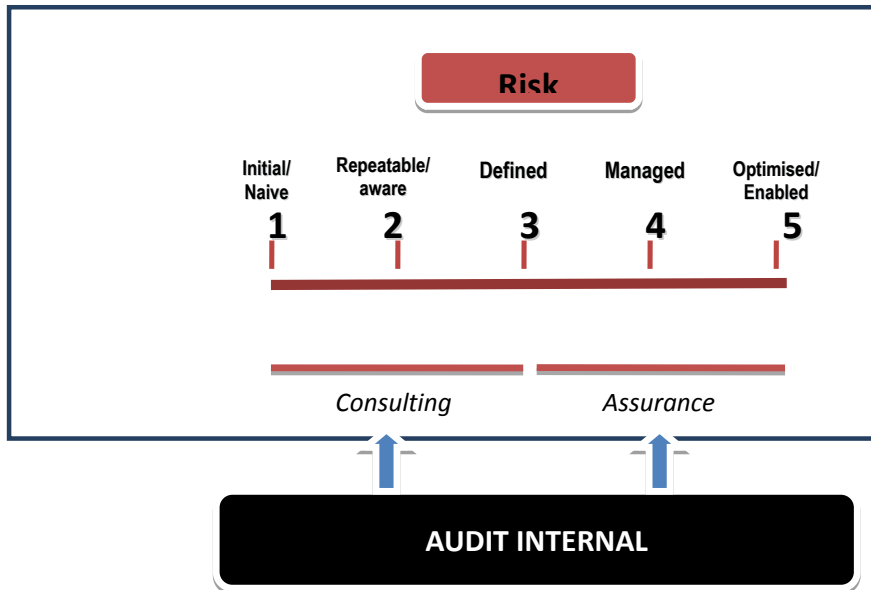 Risk
Initial/
Naive
Repeatable/
aware
Defined
Managed
Optimised/
Enabled
1
2
3
4
5
Consulting
Assurance
AUDIT INTERNAL